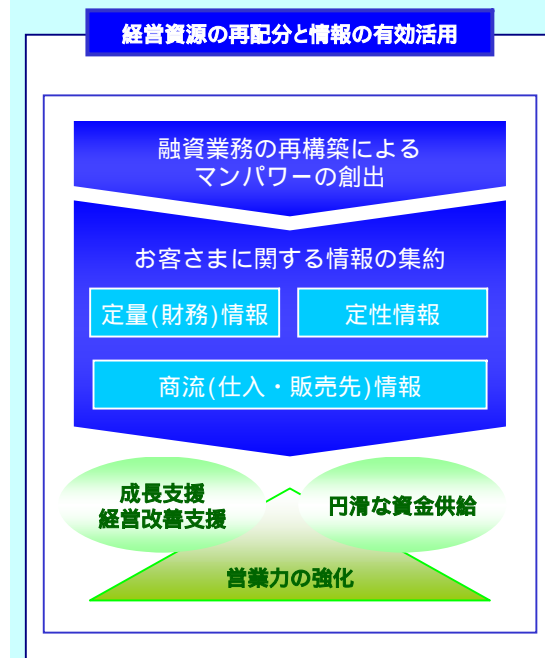 経営資源の再配分と情報の有効活用
融資業務の再構築による
マンパワーの創出
お客さまに関する情報の集約
定量(財務)情報
定性情報
商流(仕入・販売先)情報
成長支援
経営改善支援
円滑な資金供給
営業力の強化